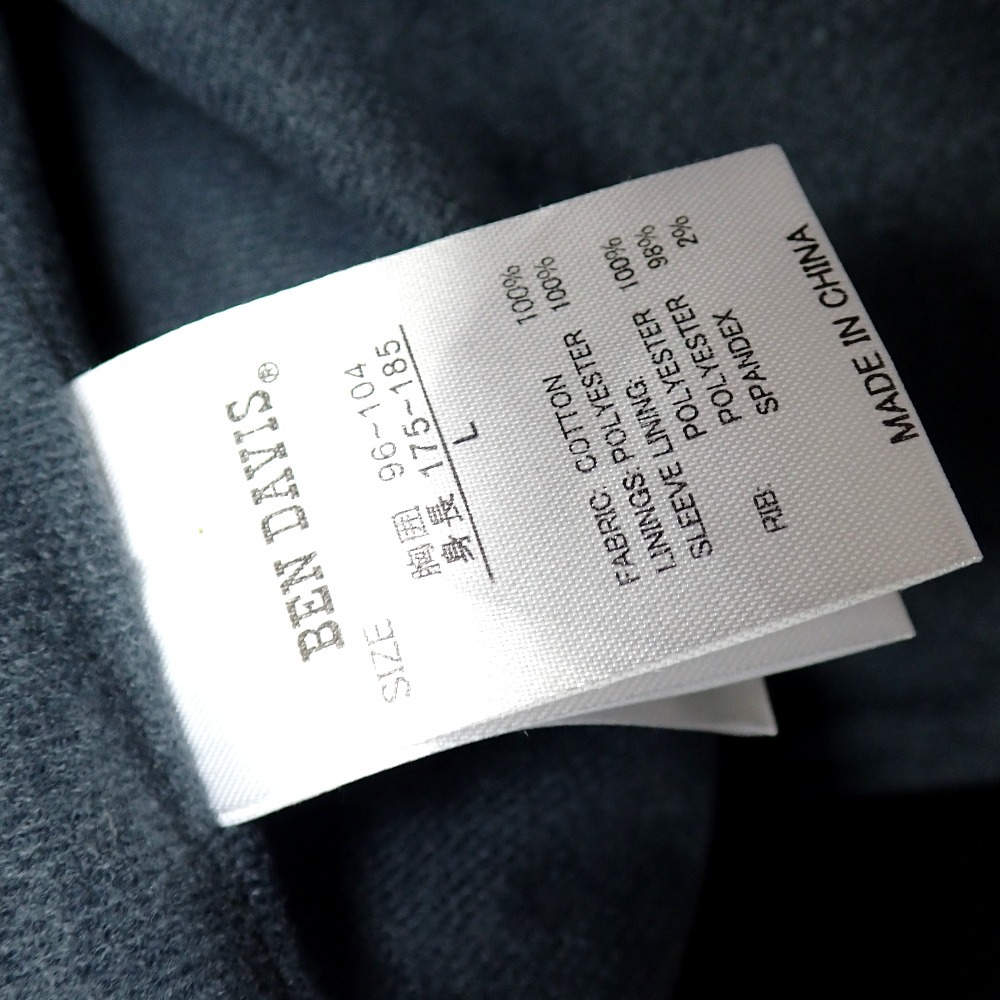 BEN DAVIS®
SIZE
胸囲 96~104
身長 175~185
L
FABRIC: COTTON 100%
LININGS: POLYESTER 100%
SLEEVE LINING:
POLYESTER 100%
RIB: POLYESTER 98%
SPANDEX 2%
MADE IN CHINA